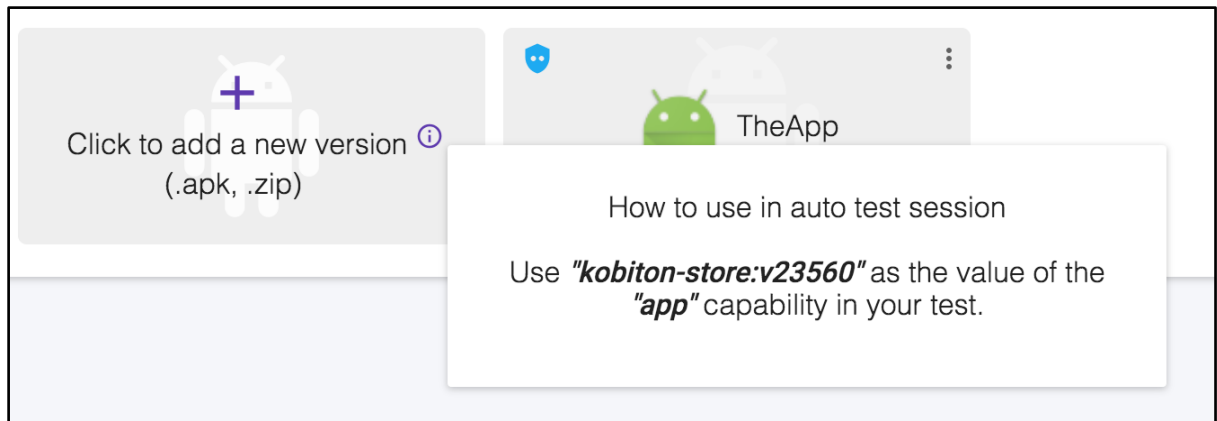 Click to add a new version
(.apk, .zip)
TheApp
How to use in auto test session
Use "kobiton-store:v23560" as the value of the
"app" capability in your test.